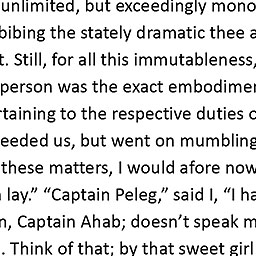 unlimited, but exceedingly mono
bibing the stately dramatic thee a
t. Still, for all this immutableness,
person was the exact embodimen
rtaining to the respective duties o
eeded us, but went on mumbling
these matters, I would afore now
lay.” “Captain Peleg,” said I, “I ha
n, Captain Ahab; doesn’t speak m
. Think of that; by that sweet girl